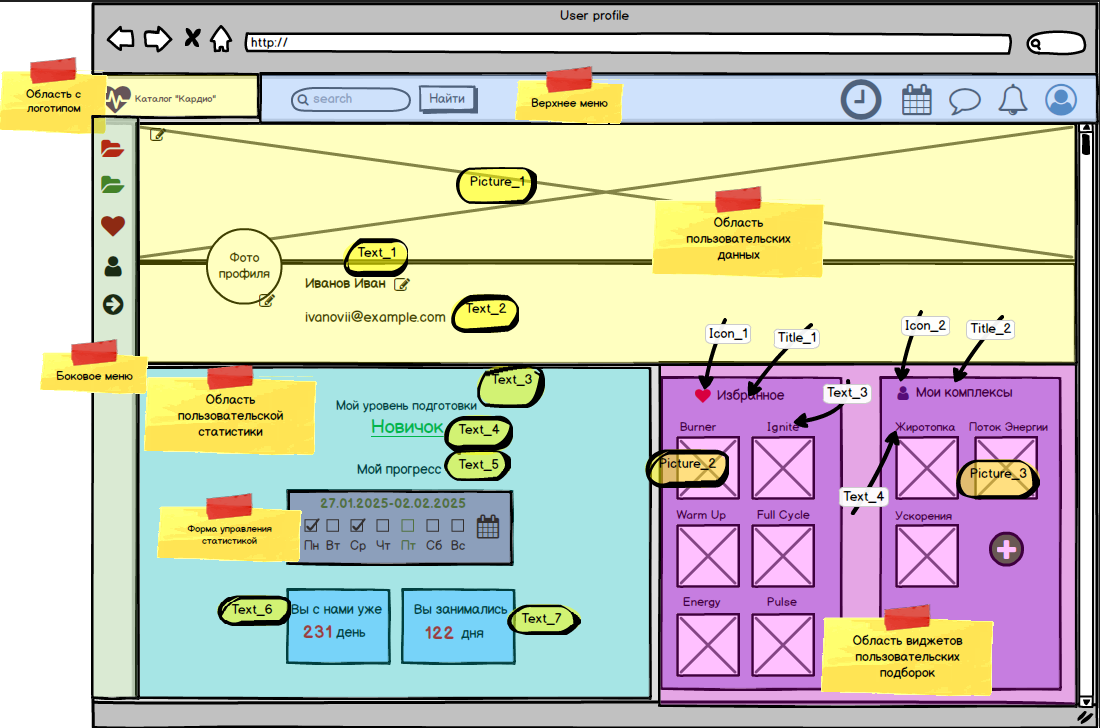 User profile
http://
Область с
логотипом
Каталог "Кардио"
search
Найти
Верхнее меню
Picture_1
Область
пользовательских
данных
Фото
профиля
Text_1
Иванов Иван
ivanovii@example.com
Text_2
Icon_1
Title_1
Icon_2
Title_2
Боковое меню
Область
пользовательской
статистики
Text_3
Мой уровень подготовки
Новичок
Text_4
Мой прогресс
Text_5
Форма управления
статистикой
27.01.2025-02.02.2025
Пн Вт Ср Чт Пт Сб Вс
Text_6
Вы с нами уже
231 день
Вы занимались
122 дня
Text_7
Избранное
Text_3
Burner
Ignite
Picture_2
Warm Up
Full Cycle
Energy
Pulse
Мои комплексы
Жиротопка
Поток Энергии
Picture_3
Text_4
Ускорения
Область виджетов
пользовательских
подборок